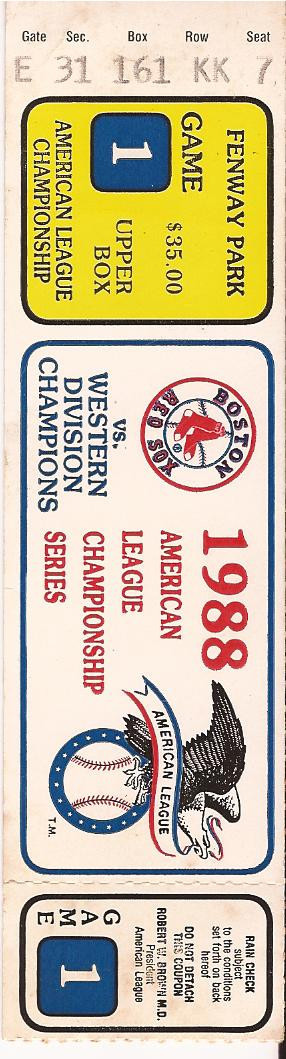 Gate Sec. Box Row Seat
E 31 161 KK 7
FENWAY PARK
GAME
1
$35.00
UPPER
BOX
AMERICAN LEAGUE
CHAMPIONSHIP
BOSTON
RED SOX
VS.
WESTERN
DIVISION
CHAMPIONS
1988
AMERICAN
LEAGUE
CHAMPIONSHIP
SERIES
AMERICAN LEAGUE
T.M.
RAIN CHECK
subject
to the conditions
set forth on back
hereof
DO NOT DETACH
THIS COUPON
ROBERT W. BROWN M.D.
President
American League
GAME
1